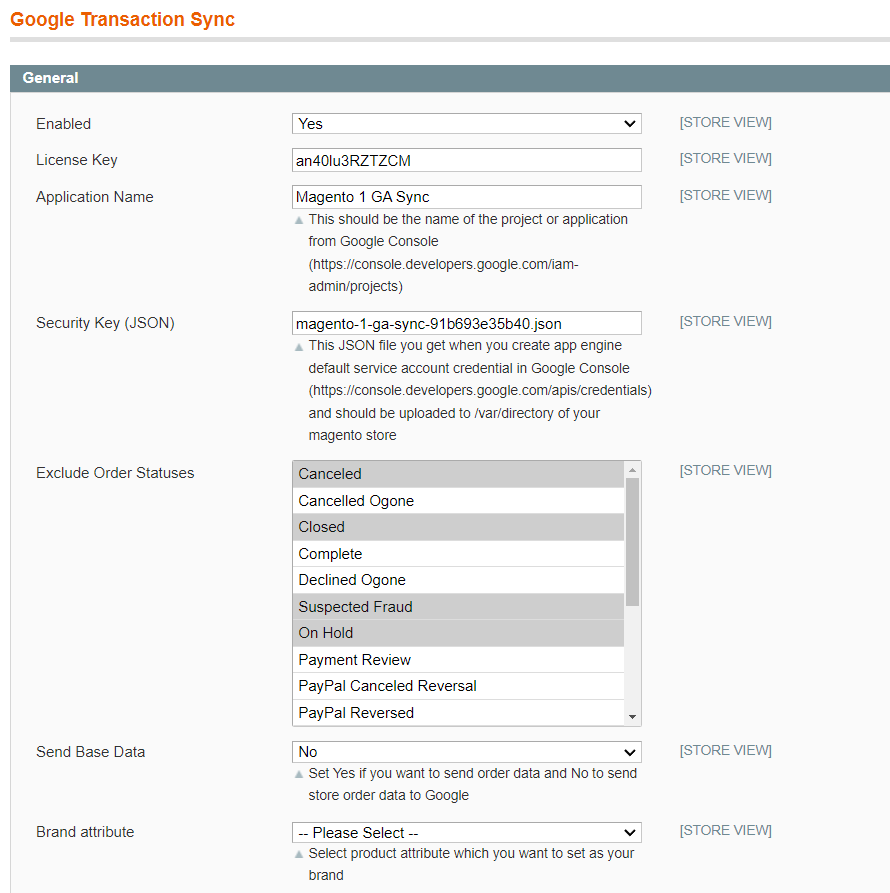 Google Transaction Sync
General
Enabled
Yes
[STORE VIEW]
License Key
an40lu3RZTZCM
[STORE VIEW]
Application Name
Magento 1 GA Sync
[STORE VIEW]
This should be the name of the project or application
from Google Console
(https://console.developers.google.com/iam-
admin/projects)
Security Key (JSON)
magento-1-ga-sync-91b693e35b40.json
[STORE VIEW]
This JSON file you get when you create app engine
default service account credential in Google Console
(https://console.developers.google.com/apis/credentials)
and should be uploaded to /var/directory of your
magento store
Exclude Order Statuses
Canceled
[STORE VIEW]
Cancelled Ogone
Closed
Complete
Declined Ogone
Suspected Fraud
On Hold
Payment Review
PayPal Canceled Reversal
PayPal Reversed
Send Base Data
No
[STORE VIEW]
Set Yes if you want to send order data and No to send
store order data to Google
Brand attribute
-- Please Select --
[STORE VIEW]
Select product attribute which you want to set as your
brand